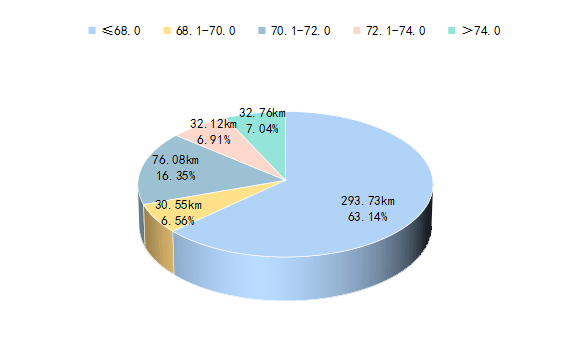 ≤68.0 68.1-70.0 70.1-72.0 72.1-74.0 >74.0
32.76km
7.04%
32.12km
6.91%
76.08km
16.35%
30.55km
6.56%
293.73km
63.14%